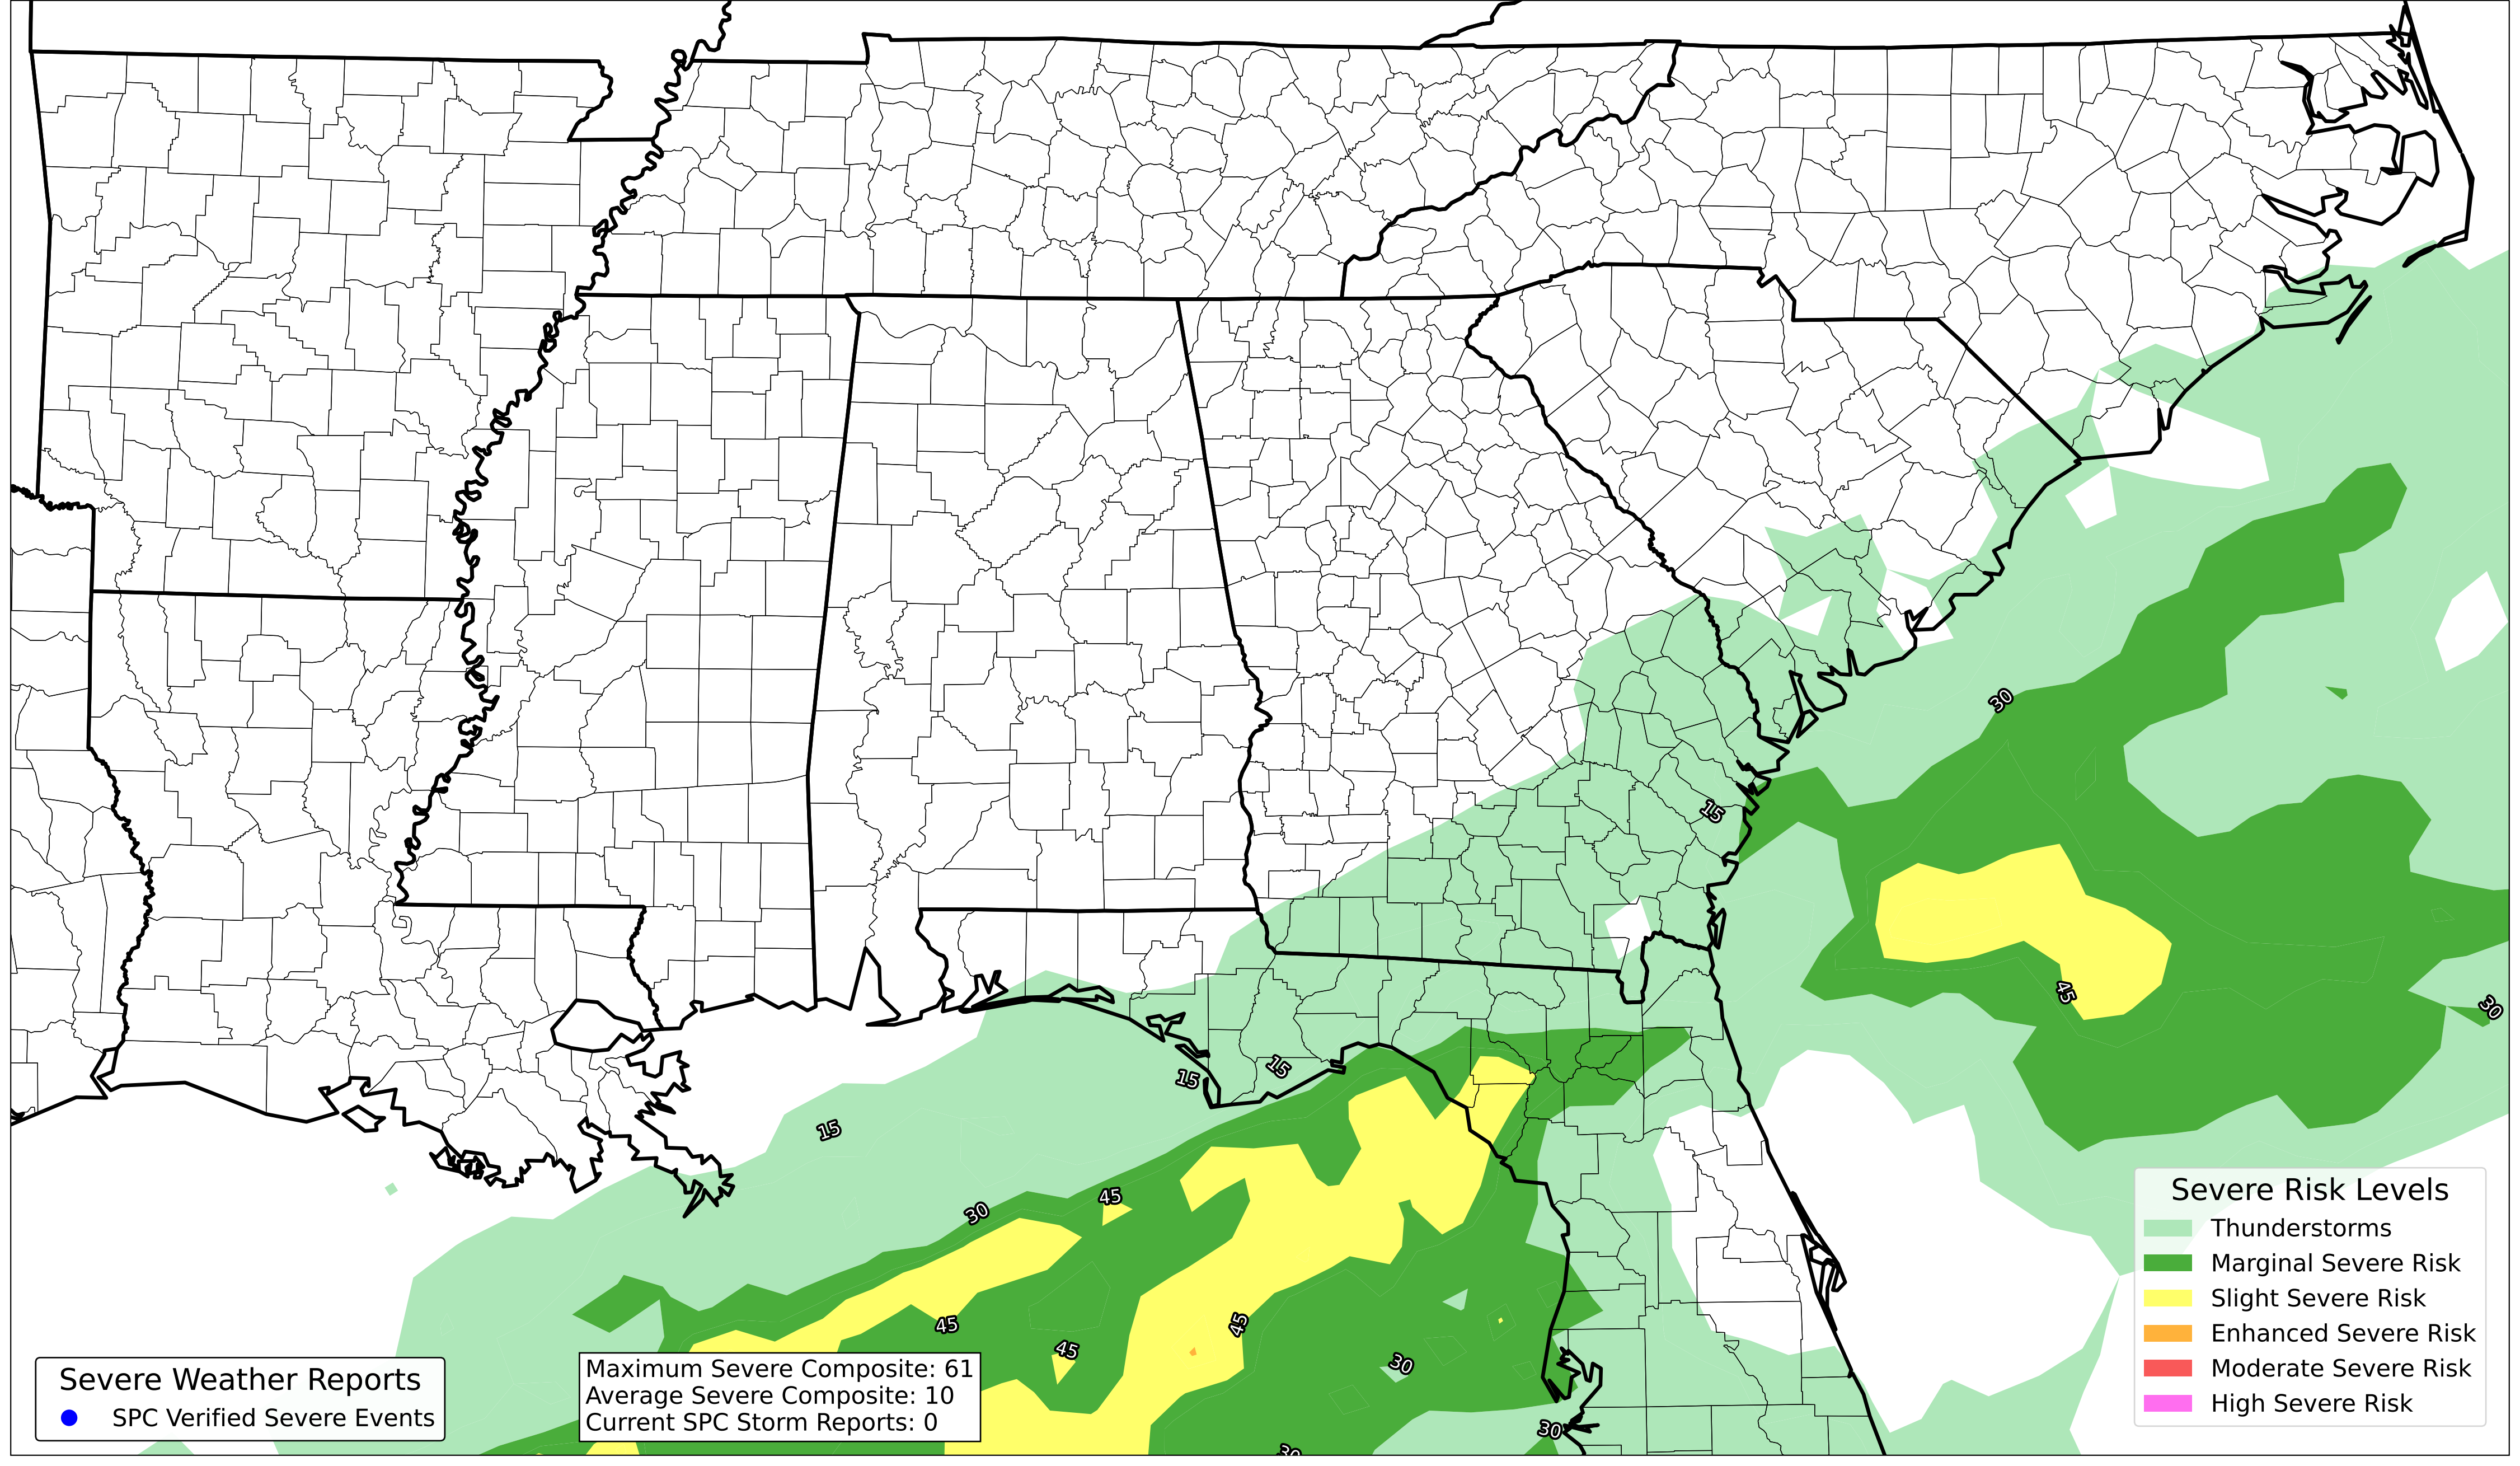 30
15
45
30
15
15
15
45
30
45
45
45
30
30
30
Severe Risk Levels
Thunderstorms
Marginal Severe Risk
Slight Severe Risk
Enhanced Severe Risk
Moderate Severe Risk
High Severe Risk
Severe Weather Reports
SPC Verified Severe Events
Maximum Severe Composite: 61
Average Severe Composite: 10
Current SPC Storm Reports: 0